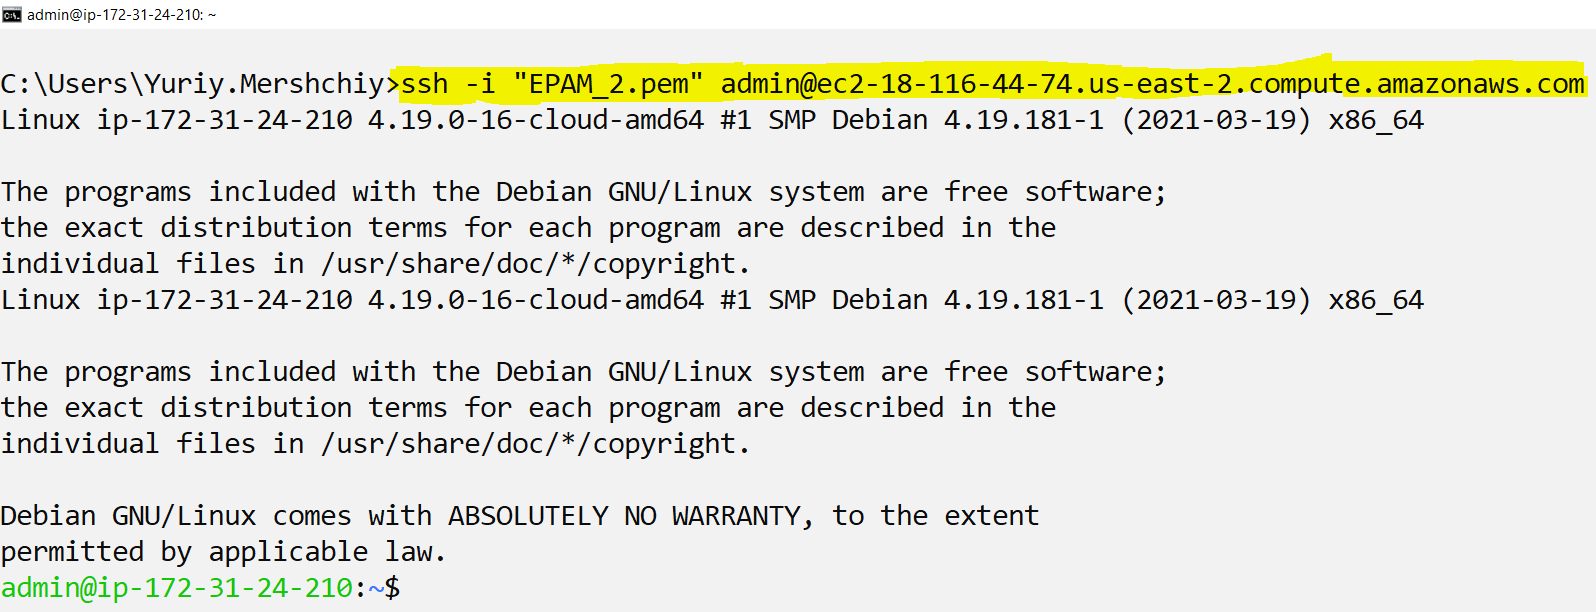 admin@ip-172-31-24-210: ~
C:\Users\Yuriy.Mershchiy>ssh -i "EPAM_2.pem" admin@ec2-18-116-44-74.us-east-2.compute.amazonaws.com
Linux ip-172-31-24-210 4.19.0-16-cloud-amd64 #1 SMP Debian 4.19.181-1 (2021-03-19) x86_64
The programs included with the Debian GNU/Linux system are free software;
the exact distribution terms for each program are described in the
individual files in /usr/share/doc/*/copyright.
Linux ip-172-31-24-210 4.19.0-16-cloud-amd64 #1 SMP Debian 4.19.181-1 (2021-03-19) x86_64
The programs included with the Debian GNU/Linux system are free software;
the exact distribution terms for each program are described in the
individual files in /usr/share/doc/*/copyright.
Debian GNU/Linux comes with ABSOLUTELY NO WARRANTY, to the extent
permitted by applicable law.
admin@ip-172-31-24-210:~$